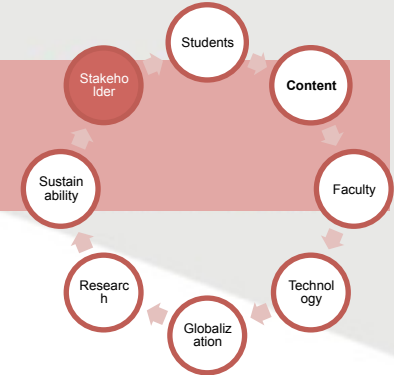 Students
Content
Faculty
Technol
ogy
Globaliz
ation
Researc
h
Sustain
ability
Stakeho
lder